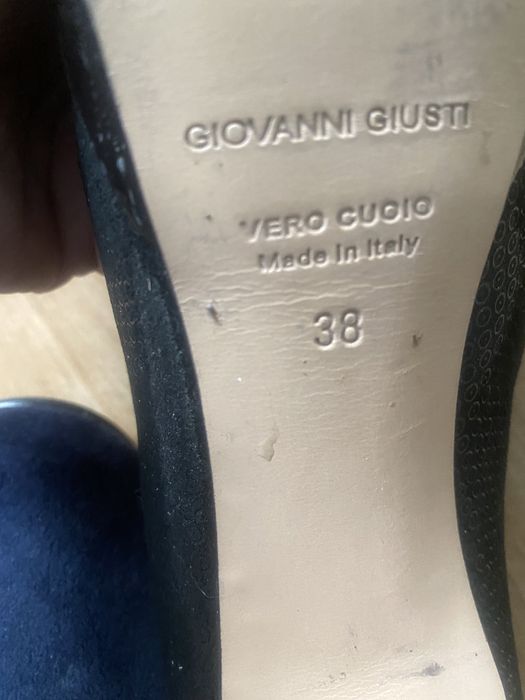 GIOVANNI GIUSTI
VERO CUOIO
Made in Italy
38